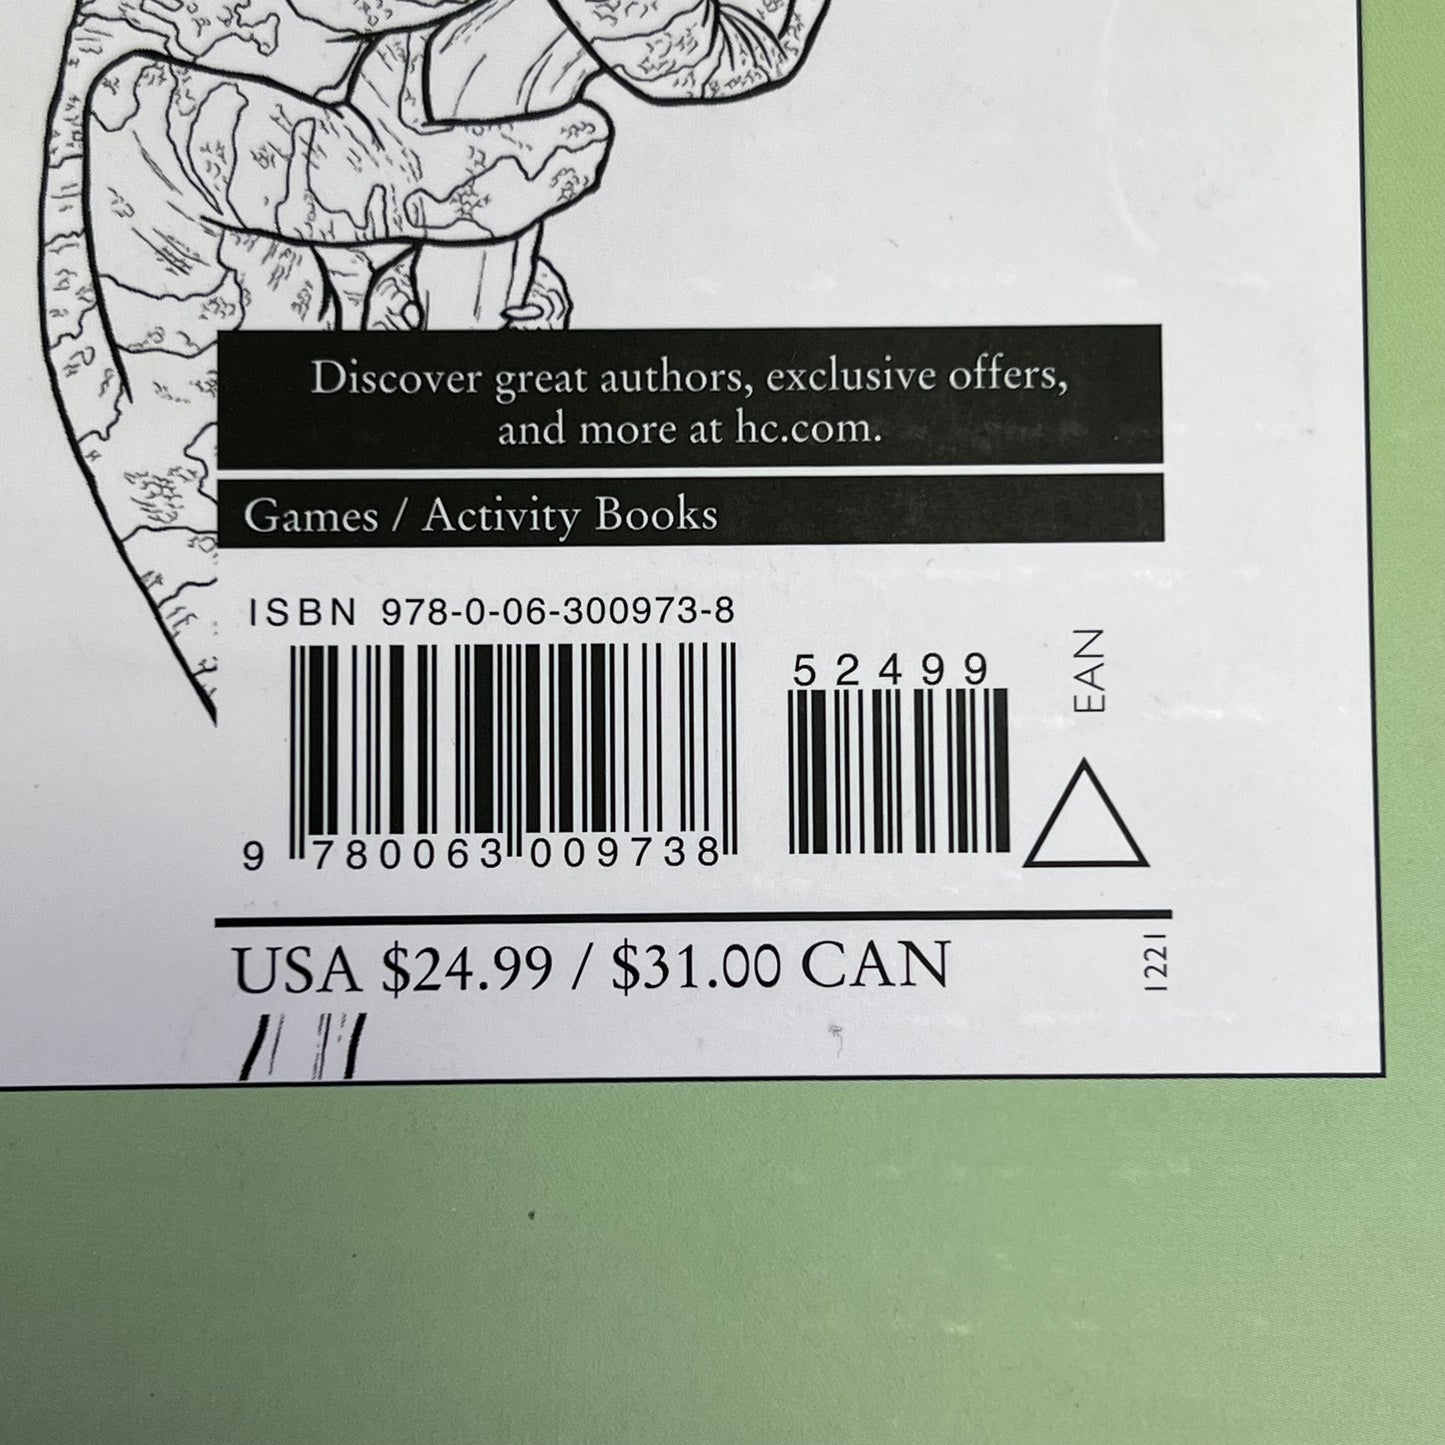 Discover great authors, exclusive offers,
and more at hc.com.
Games / Activity Books
ISBN 978-0-06-300973-8
52499
EAN
9 780063 009738
USA $24.99 / $31.00 CAN
1221